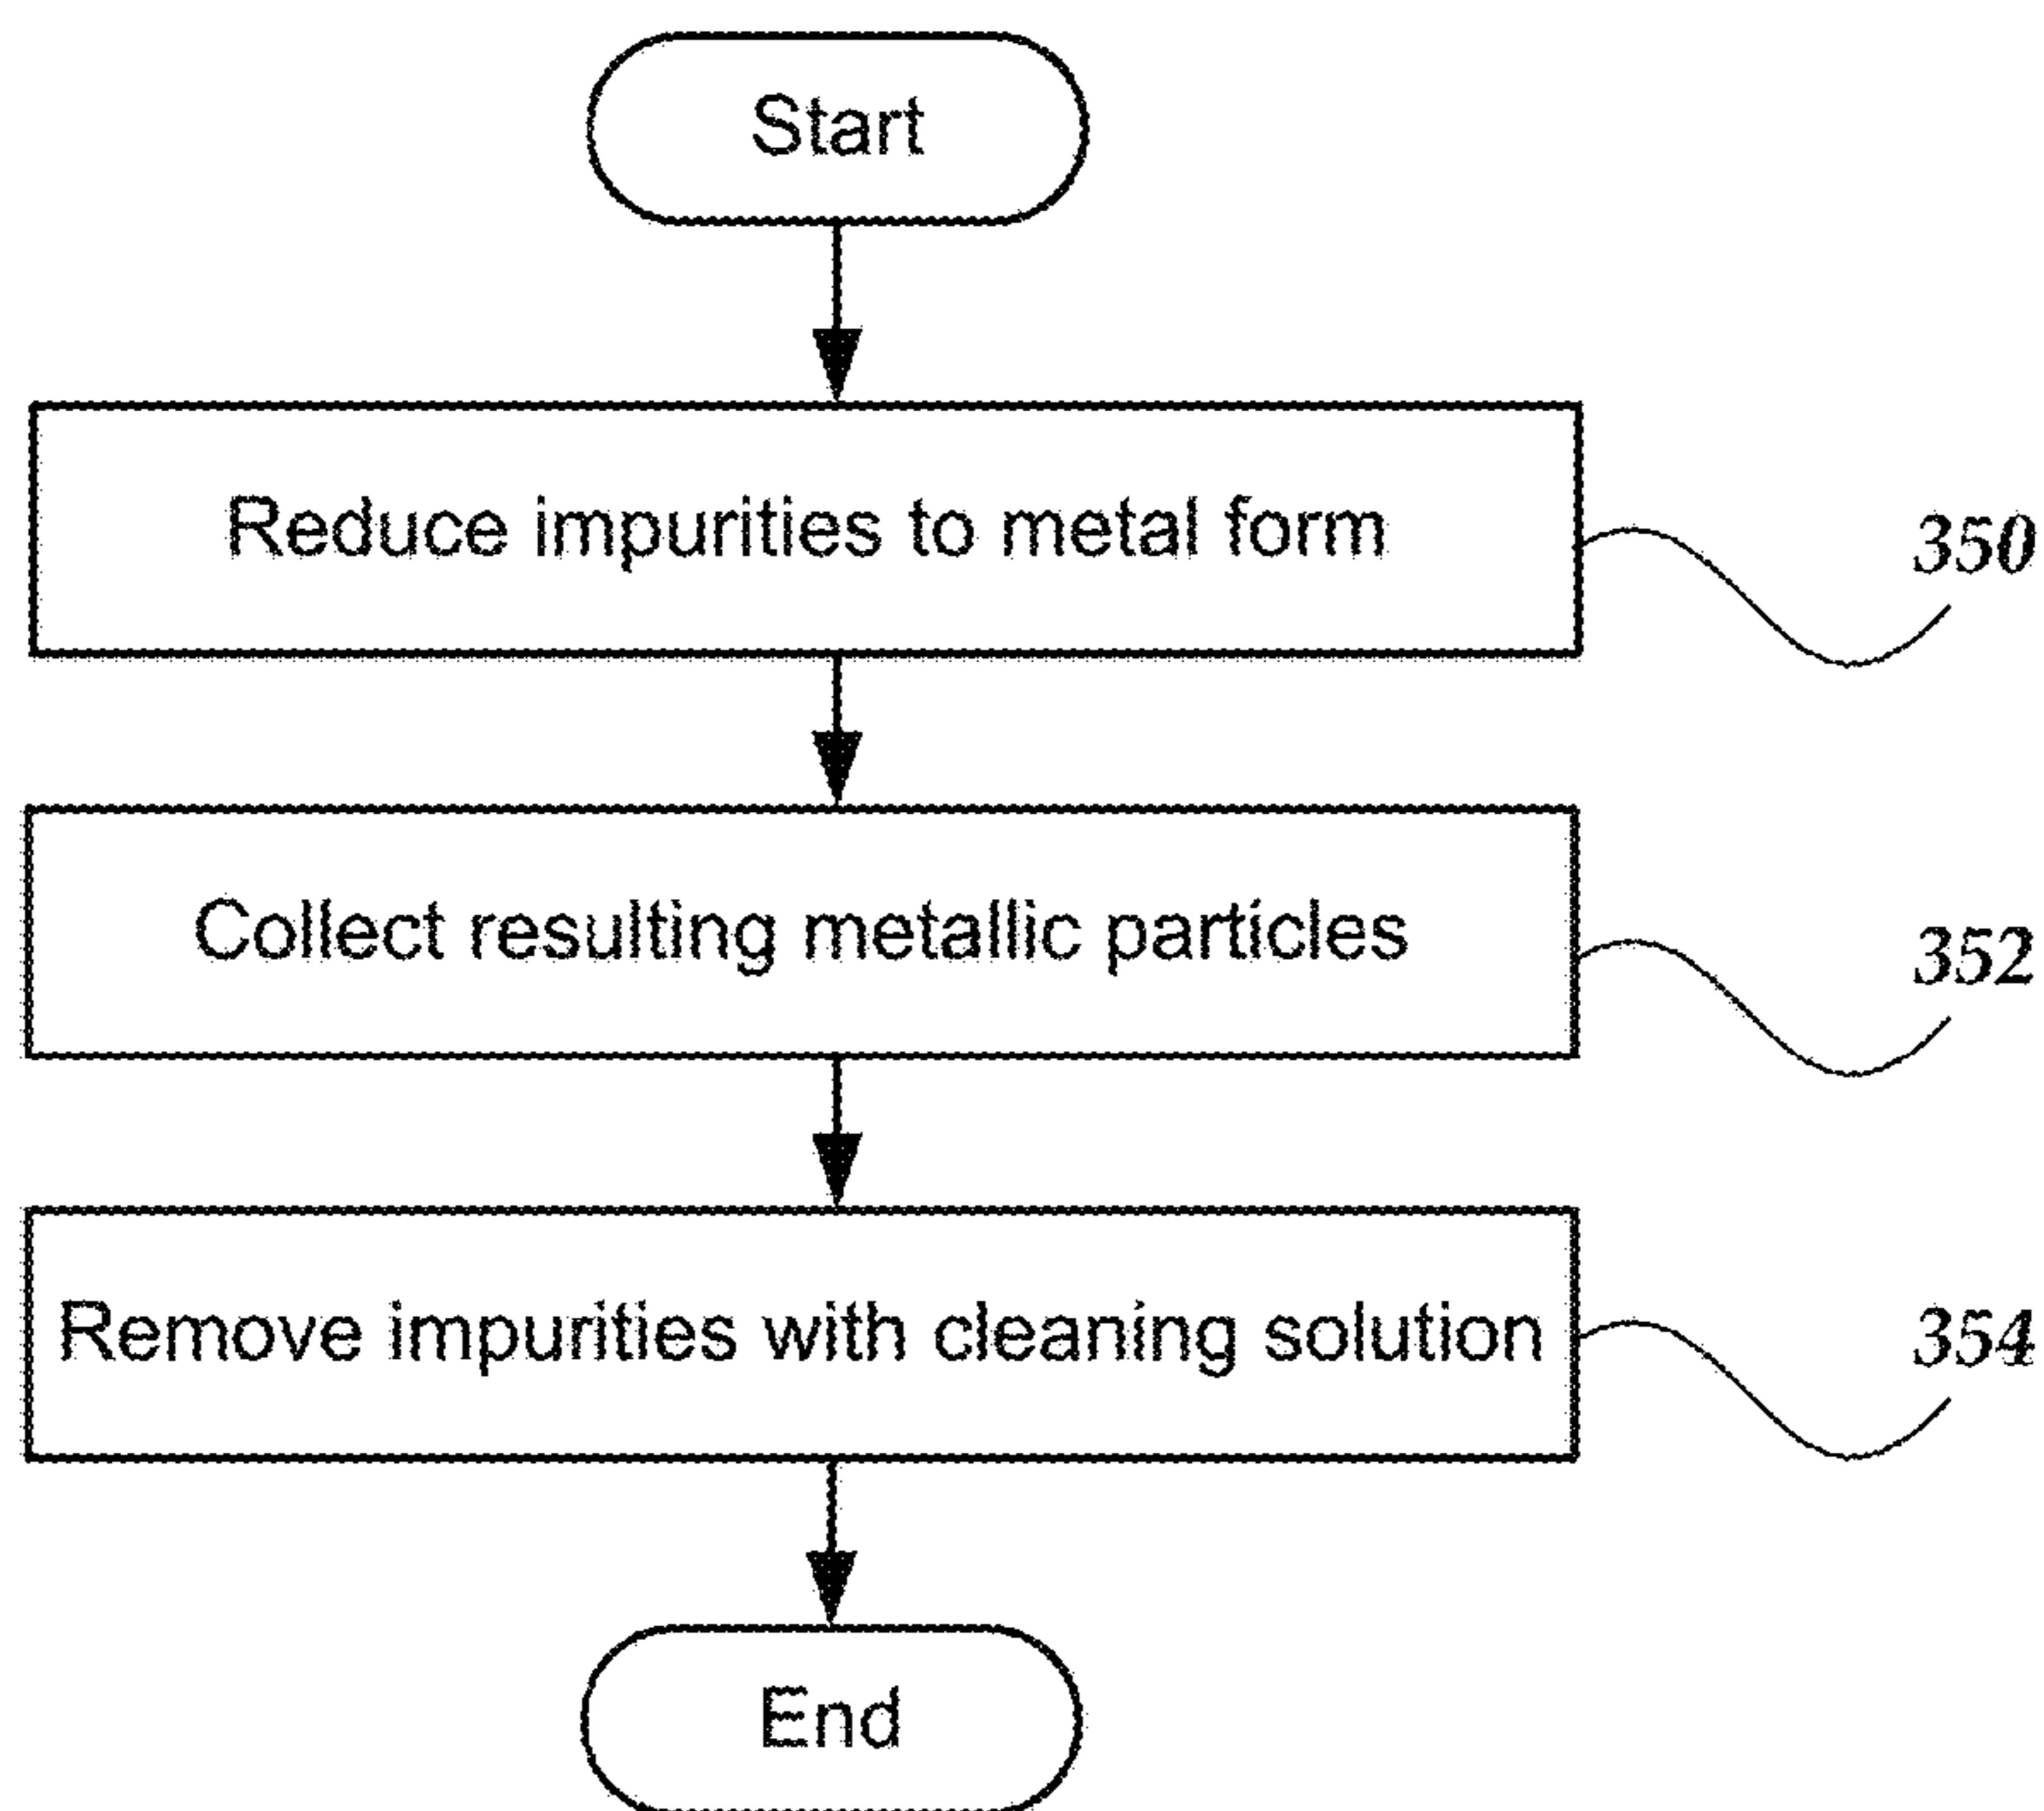 Start
Reduce impurities to metal form
350
Collect resulting metallic particles
352
Remove impurities with cleaning solution
354
End